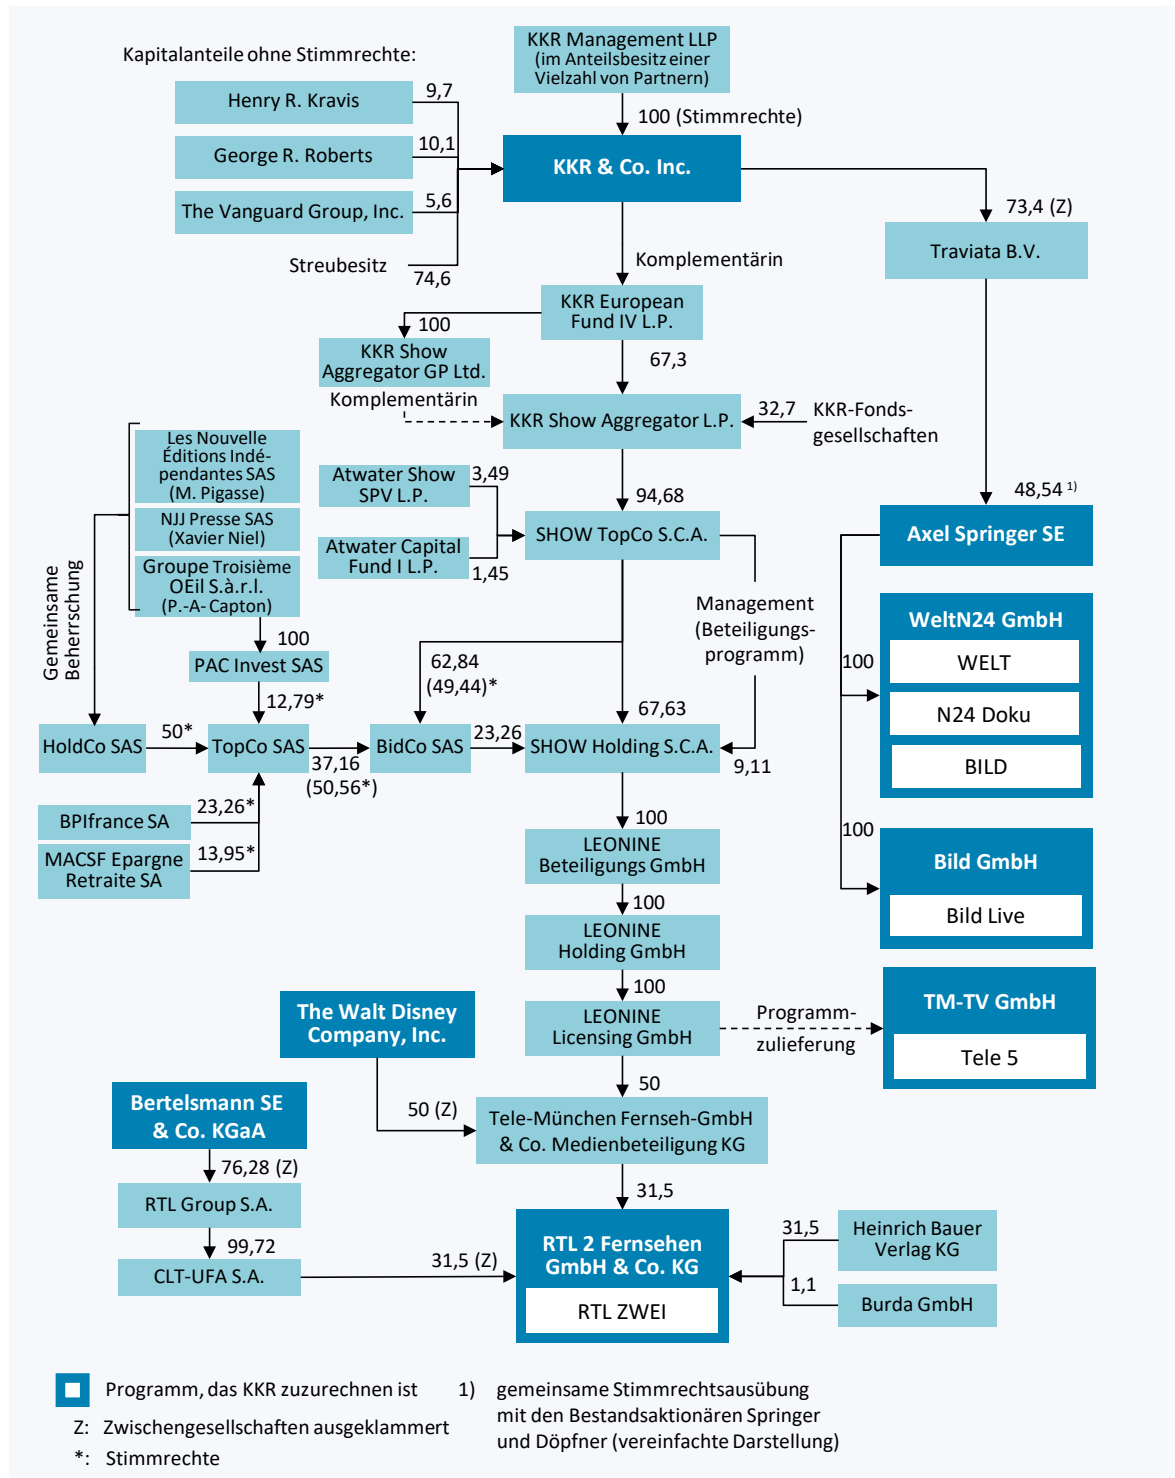 Kapitalanteile ohne Stimmrechte:
KKR Management LLP
(im Anteilsbesitz einer
Vielzahl von Partnern)
Henry R. Kravis
9,7
100 (Stimmrechte)
George R. Roberts
10,1
KKR & Co. Inc.
The Vanguard Group, Inc.
5,6
73,4 (Z)
Traviata B.V.
Streubesitz
74,6
Komplementärin
KKR European
Fund IV L.P.
100
KKR Show
Aggregator GP Ltd.
67,3
Komplementärin
KKR Show Aggregator L.P.
32,7
KKR-Fonds-
gesellschaften
Les Nouvelle
Éditions Indé-
pendantes SAS
(M. Pigasse)
NJJ Presse SAS
(Xavier Niel)
Groupe Troisième
OEil S.à.r.l.
(P.-A- Capton)
Gemeinsame
Beherrschung
Atwater Show
SPV L.P.
3,49
94,68
48,54 1)
SHOW TopCo S.C.A.
Axel Springer SE
Atwater Capital
Fund I L.P.
1,45
Management
(Beteiligungs-
programm)
WeltN24 GmbH
100
WELT
N24 Doku
BILD
100
PAC Invest SAS
12,79*
62,84
(49,44)*
67,63
HoldCo SAS
50*
TopCo SAS
37,16
(50,56*)
BidCo SAS
23,26
SHOW Holding S.C.A.
9,11
BPIfrance SA
23,26*
MACSF Epargne
Retraite SA
13,95*
100
LEONINE
Beteiligungs GmbH
100
Bild GmbH
Bild Live
100
LEONINE
Holding GmbH
100
LEONINE
Licensing GmbH
Programm-
zulieferung
TM-TV GmbH
Tele 5
The Walt Disney
Company, Inc.
50
50 (Z)
Tele-München Fernseh-GmbH
& Co. Medienbeteiligung KG
Bertelsmann SE
& Co. KGaA
76,28 (Z)
RTL Group S.A.
99,72
CLT-UFA S.A.
31,5 (Z)
31,5
RTL 2 Fernsehen
GmbH & Co. KG
RTL ZWEI
31,5
Heinrich Bauer
Verlag KG
1,1
Burda GmbH
Programm, das KKR zuzurechnen ist
Z: Zwischengesellschaften ausgeklammert
*: Stimmrechte
1) gemeinsame Stimmrechtsausübung
mit den Bestandsaktionären Springer
und Döpfner (vereinfachte Darstellung)